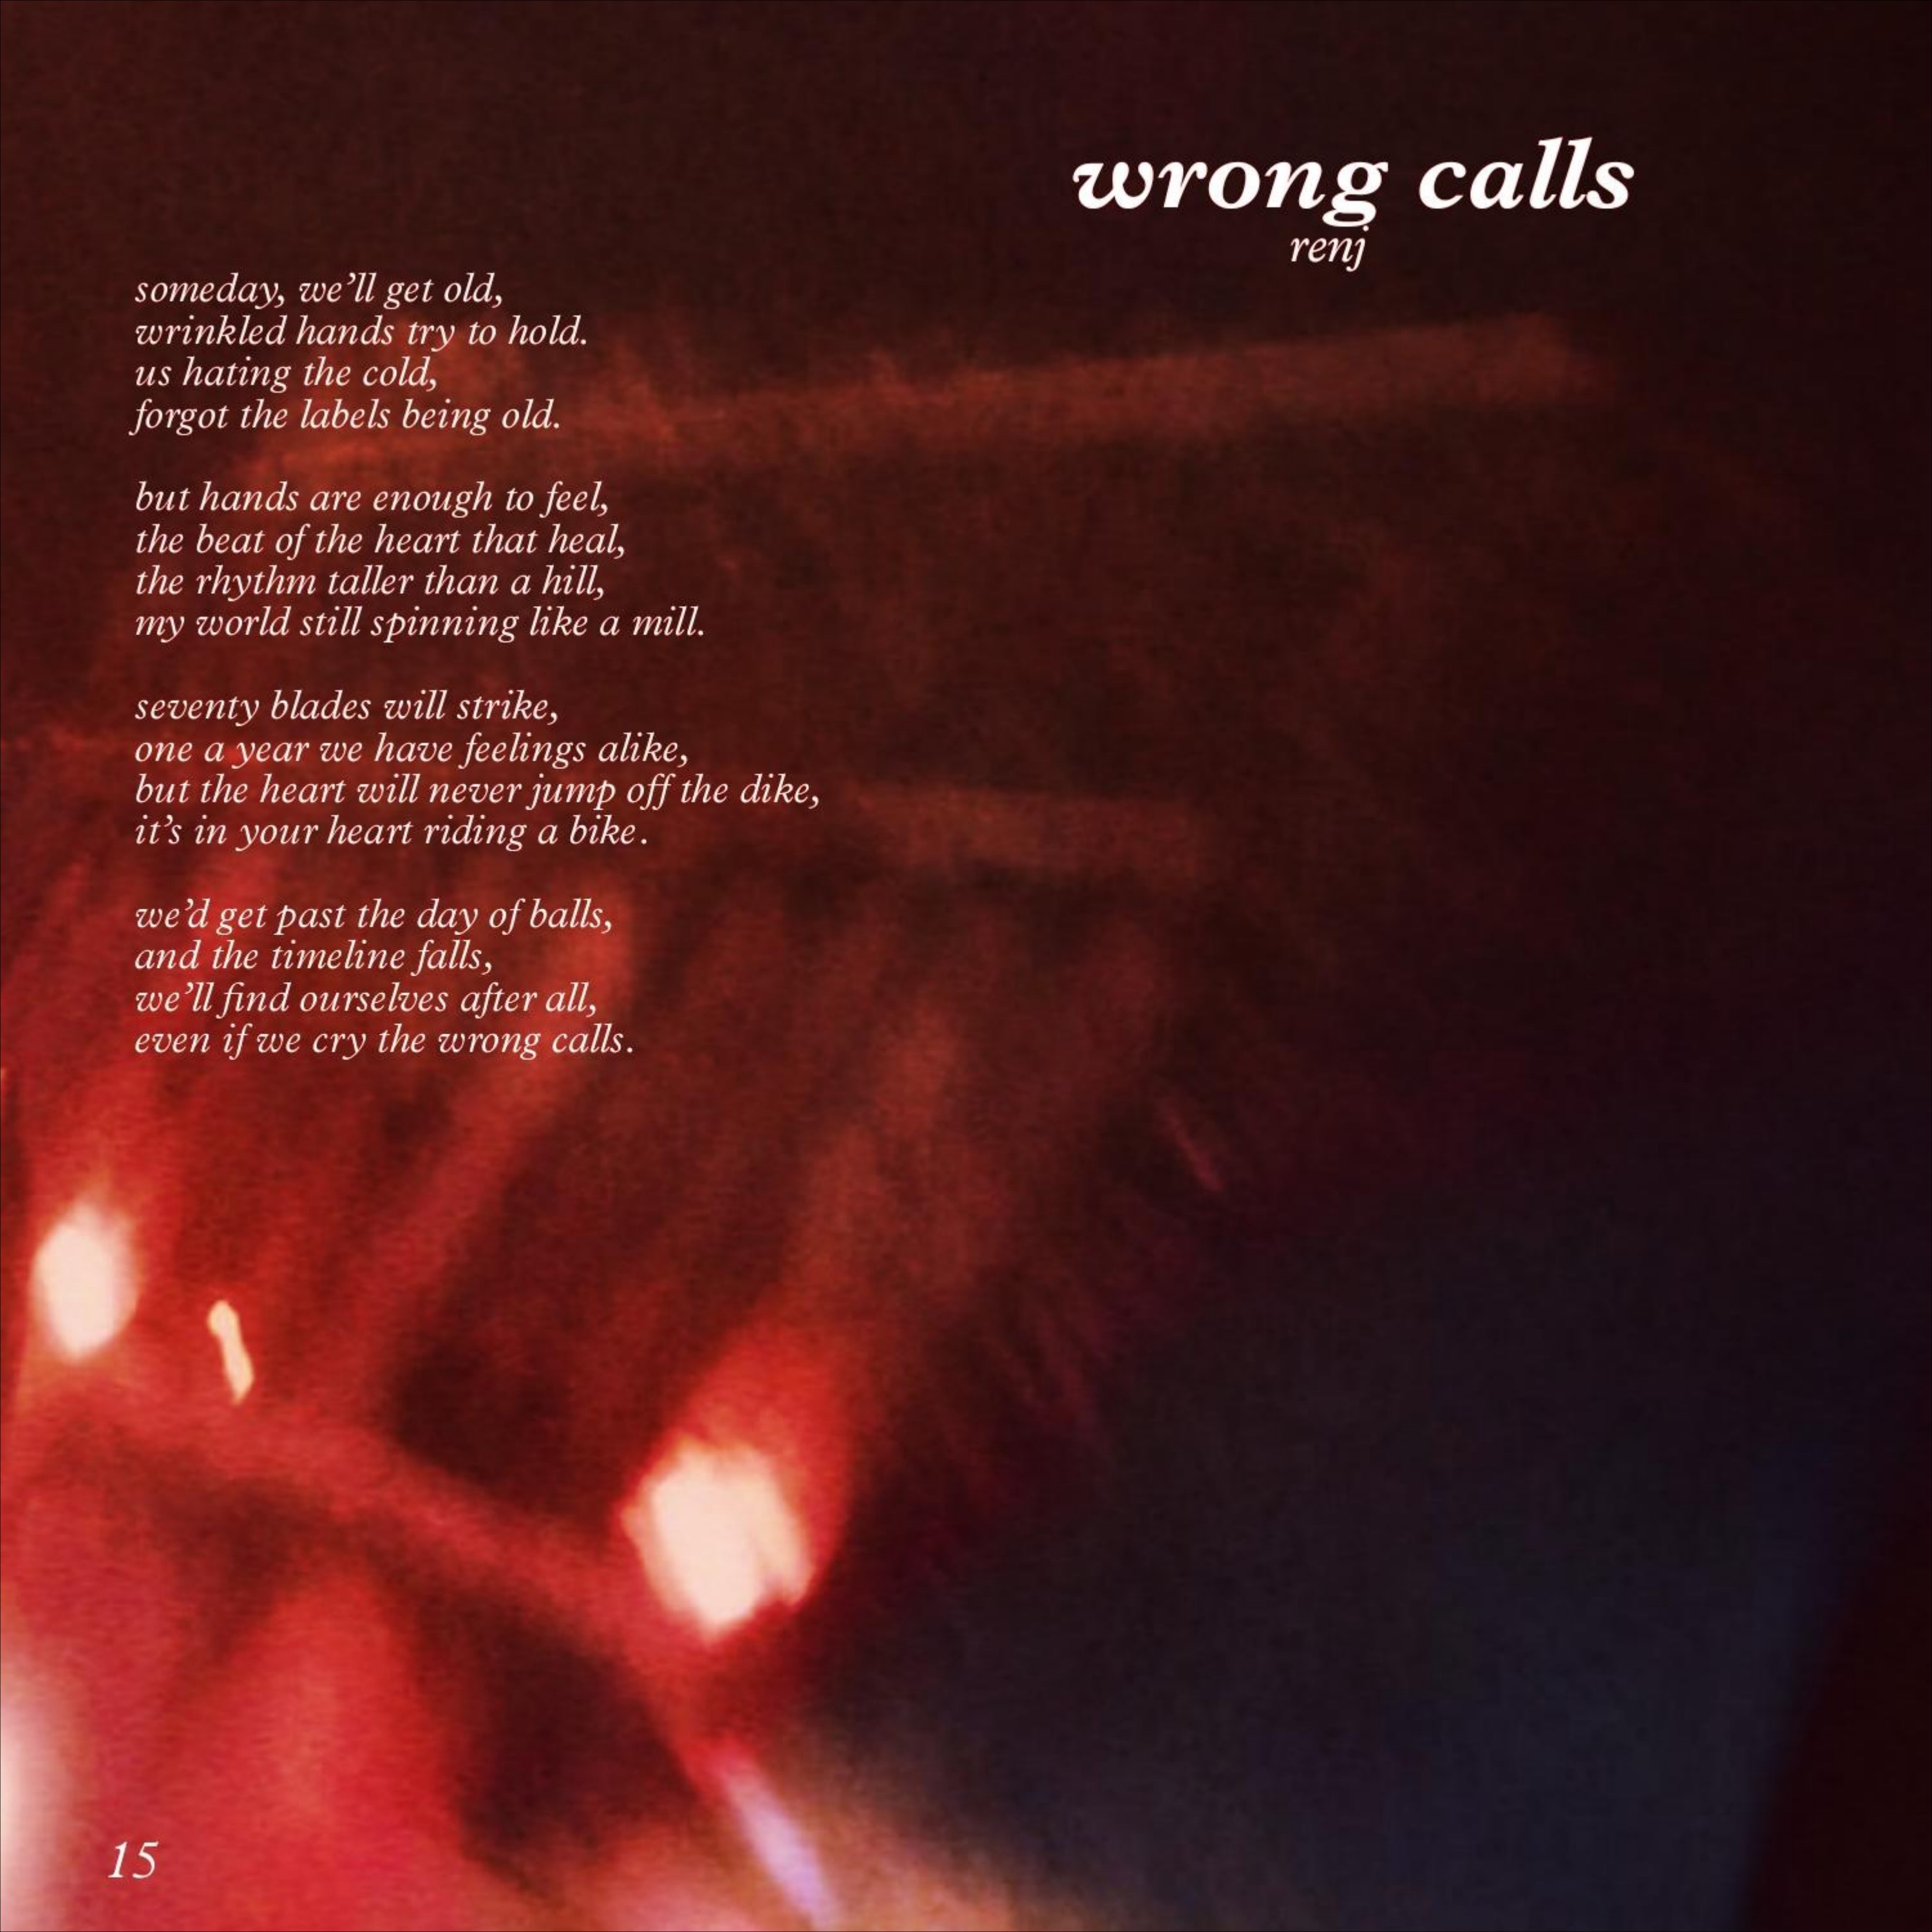 wrong calls
renj
someday, we’ll get old,
wrinkled hands try to hold.
us hating the cold,
forgot the labels being old.
but hands are enough to feel,
the beat of the heart that heal,
the rhythm taller than a hill,
my world still spinning like a mill.
seventy blades will strike,
one a year we have feelings alike,
but the heart will never jump off the dike,
it’s in your heart riding a bike.
we’d get past the day of balls,
and the timeline falls,
we’ll find ourselves after all,
even if we cry the wrong calls.
15